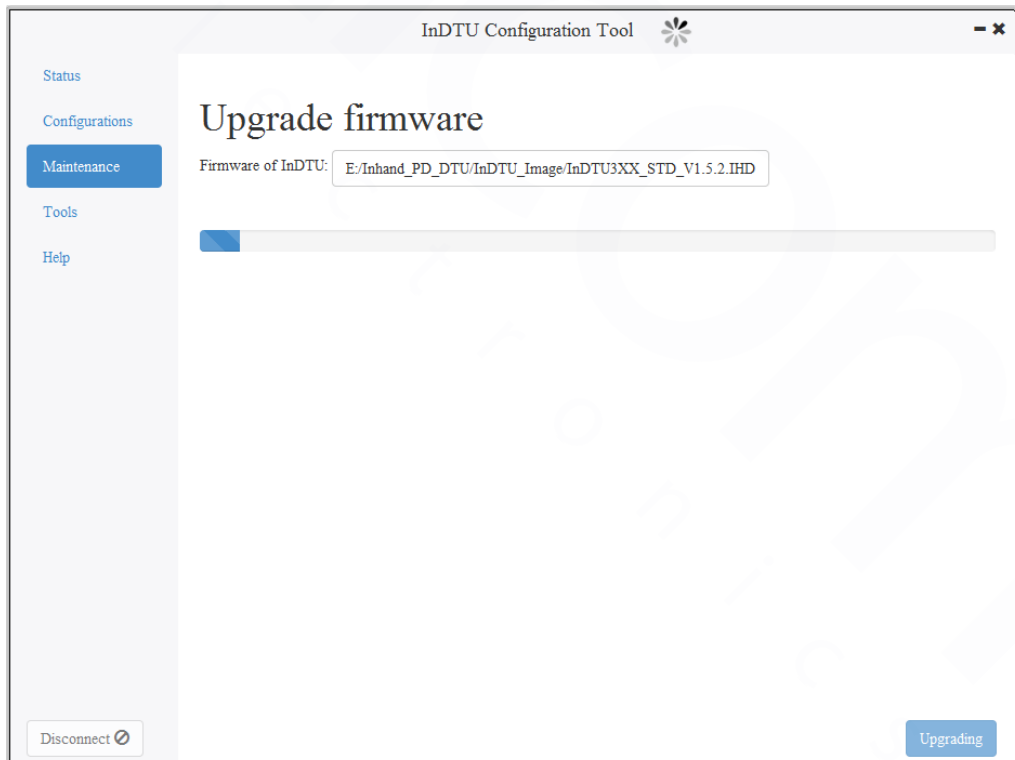 InDTU Configuration Tool
Status
Configurations
Maintenance
Tools
Help
Upgrade firmware
Firmware of InDTU: E:/Inhand_PD_DTU/InDTU_Image/InDTU3XX_STD_V1.5.2.IHD
Disconnect
Upgrading